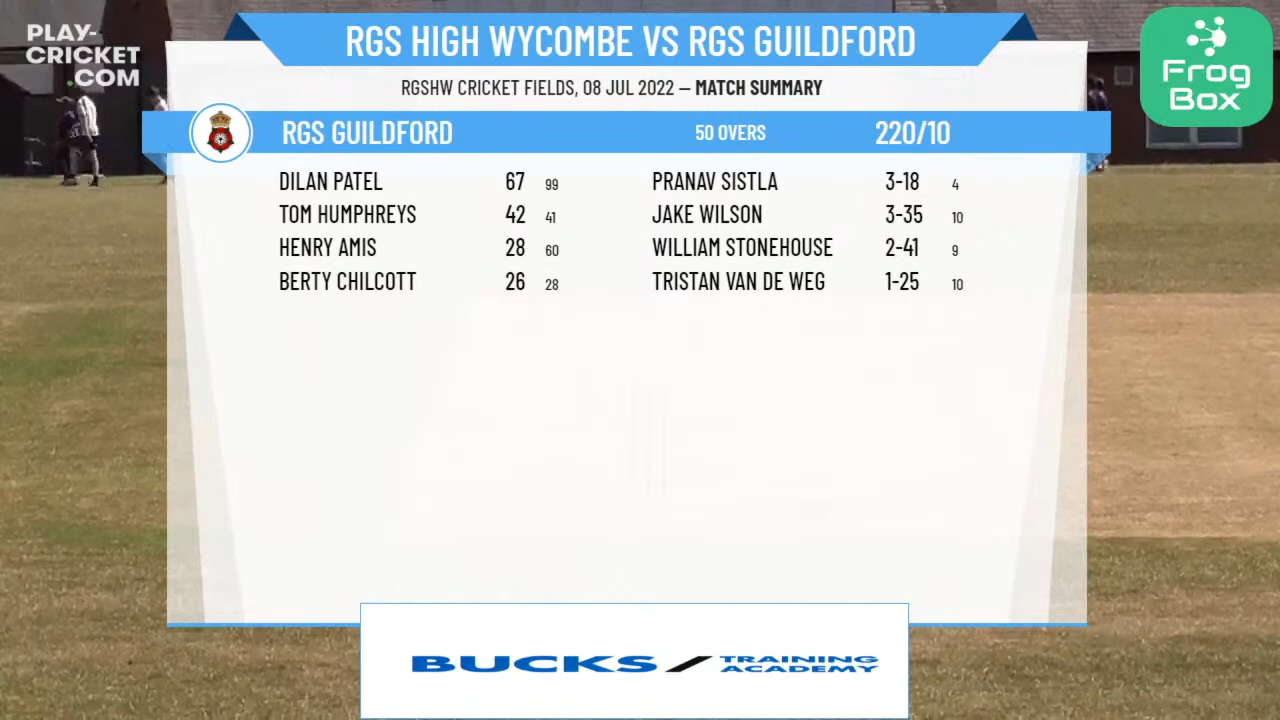 PLAY-
CRICKET
.COM
RGS HIGH WYCOMBE VS RGS GUILDFORD
Frog
Box
RGSHW CRICKET FIELDS, 08 JUL 2022 – MATCH SUMMARY
RGS GUILDFORD 50 OVERS 220/10
DILAN PATEL 67 99 PRANAV SISTLA 3-18 4
TOM HUMPHREYS 42 41 JAKE WILSON 3-35 10
HENRY AMIS 28 60 WILLIAM STONEHOUSE 2-41 9
BERTY CHILCOTT 26 28 TRISTAN VAN DE WEG 1-25 10
BUCKS TRAINING
ACADEMY